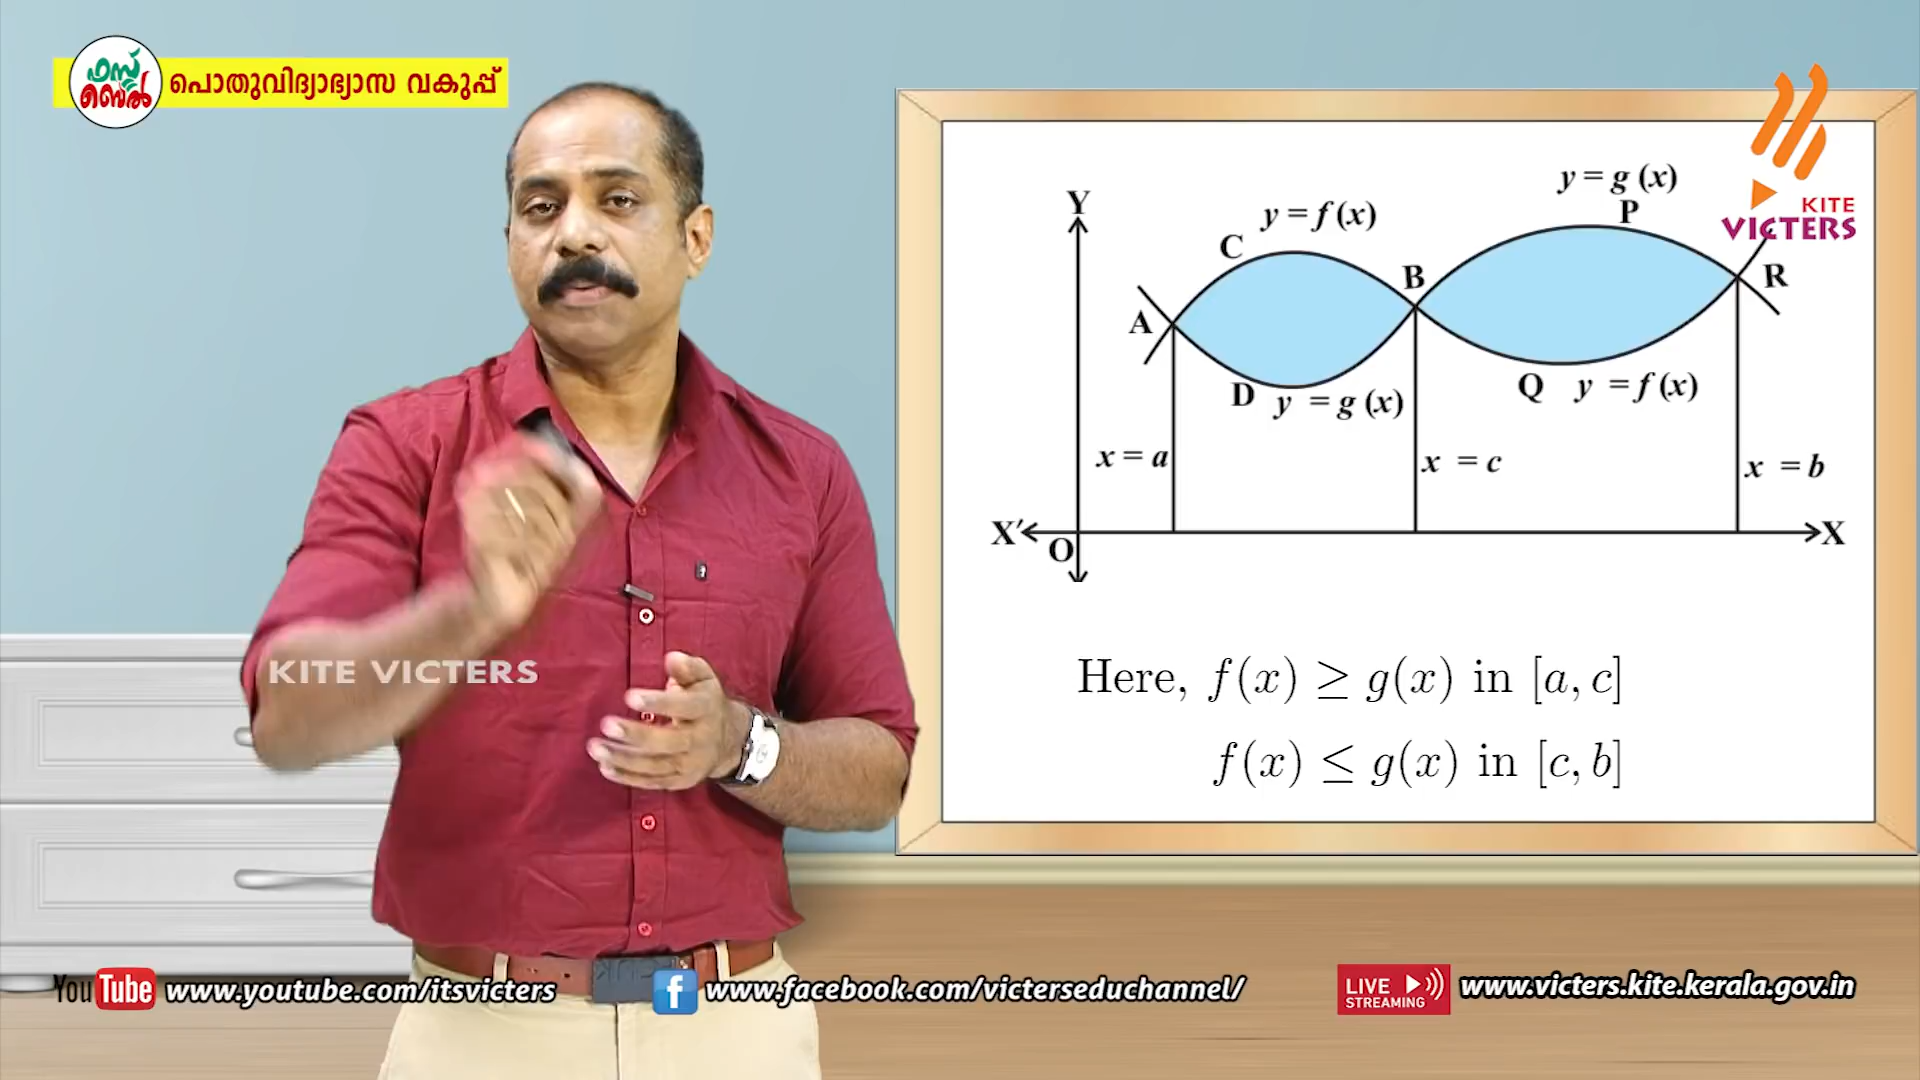 ഫസ്റ്റ്
ബെൽ
പൊതുവിദ്യാഭ്യാസ വകുപ്പ്
KITE
VICTERS
y = g (x)
P
Y
y = f (x)
C
B
R
A
D y = g (x)
Q y = f (x)
x = a
x = c
x = b
X′
O
X
Here, f(x) ≥ g(x) in [a, c]
f(x) ≤ g(x) in [c, b]
KITE VICTERS
YouTube www.youtube.com/itsvicters
f www.facebook.com/victerseduchannel/
LIVE
STREAMING
www.victers.kite.kerala.gov.in